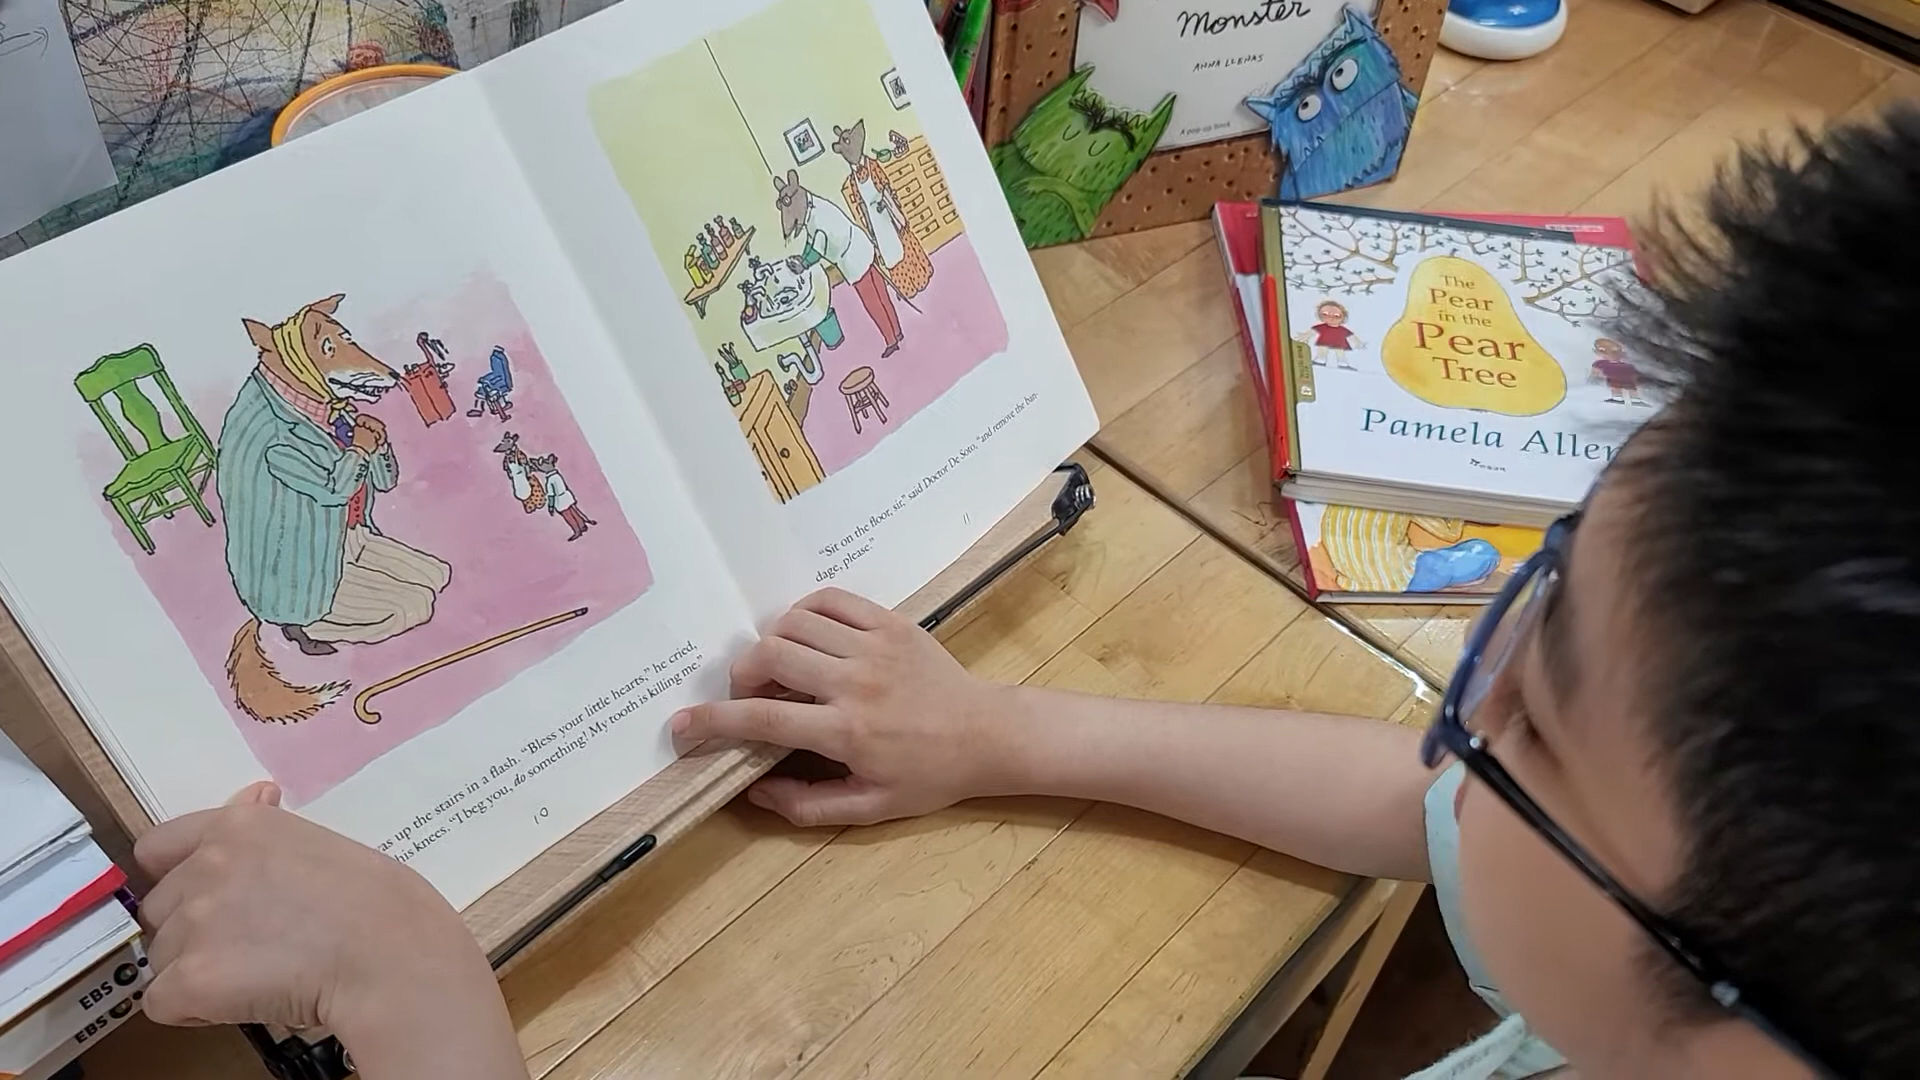 as up the stairs in a flash. "Bless your little hearts," he cried,
his knees. "I beg you, do something! My tooth is killing me."
10
"Sit on the floor, sir," said Doctor De Soto, "and remove the ban-
dage, please."
11
Monster
ANNA LLENAS
A pop-up book
The
Pear
in the
Pear
Tree
Pamela Allen
EBS
EBS